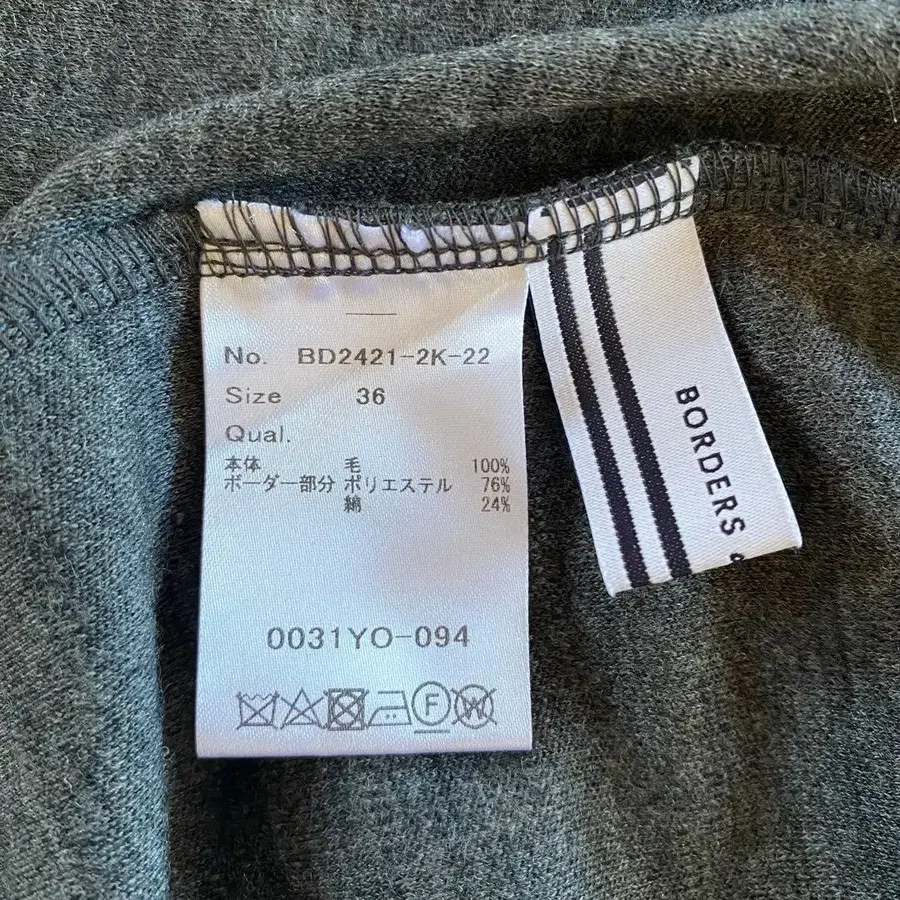 No. BD2421-2K-22
Size 36
Qual.
本体 毛 100%
ボーダー部分 ポリエステル 76%
綿 24%
0031YO-094
F W
BORDERS